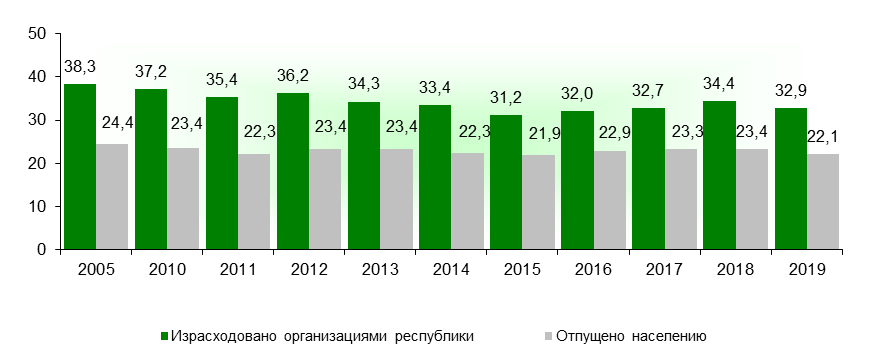 50
40
30
20
10
0
38,3 37,2 35,4 36,2 34,3 33,4 31,2 32,0 32,7 34,4 32,9
24,4 23,4 22,3 23,4 23,4 22,3 21,9 22,9 23,3 23,4 22,1
2005 2010 2011 2012 2013 2014 2015 2016 2017 2018 2019
Израсходовано организациями республики Отпущено населению